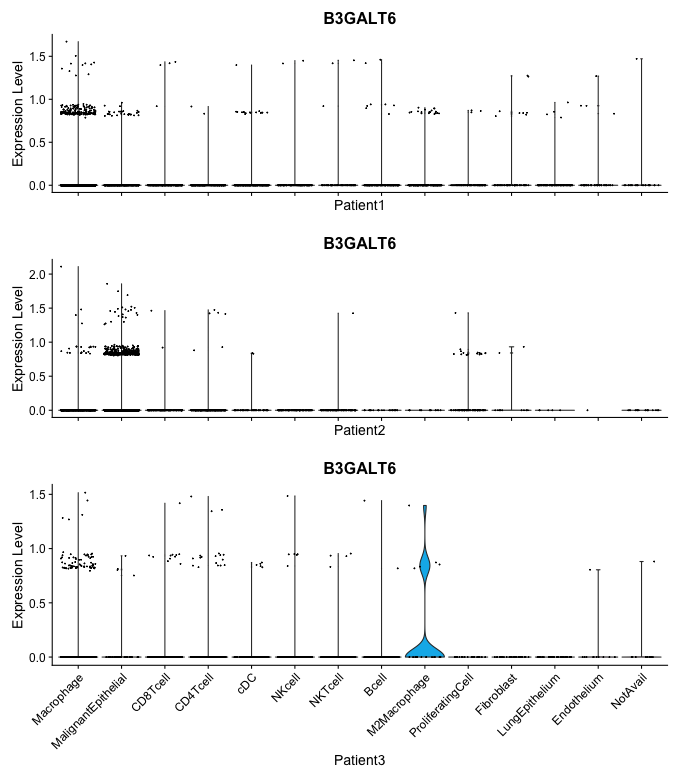 B3GALT6
Expression Level
1.5
1.0
0.5
0.0
Patient1
B3GALT6
Expression Level
2.0
1.5
1.0
0.5
0.0
Patient2
B3GALT6
Expression Level
1.5
1.0
0.5
0.0
Macrophage
MalignantEpithelial
CD8Tcell
CD4Tcell
cDC
NKcell
NKTcell
Bcell
M2Macrophage
ProliferatingCell
Fibroblast
LungEpithelium
Endothelium
NotAvail
Patient3